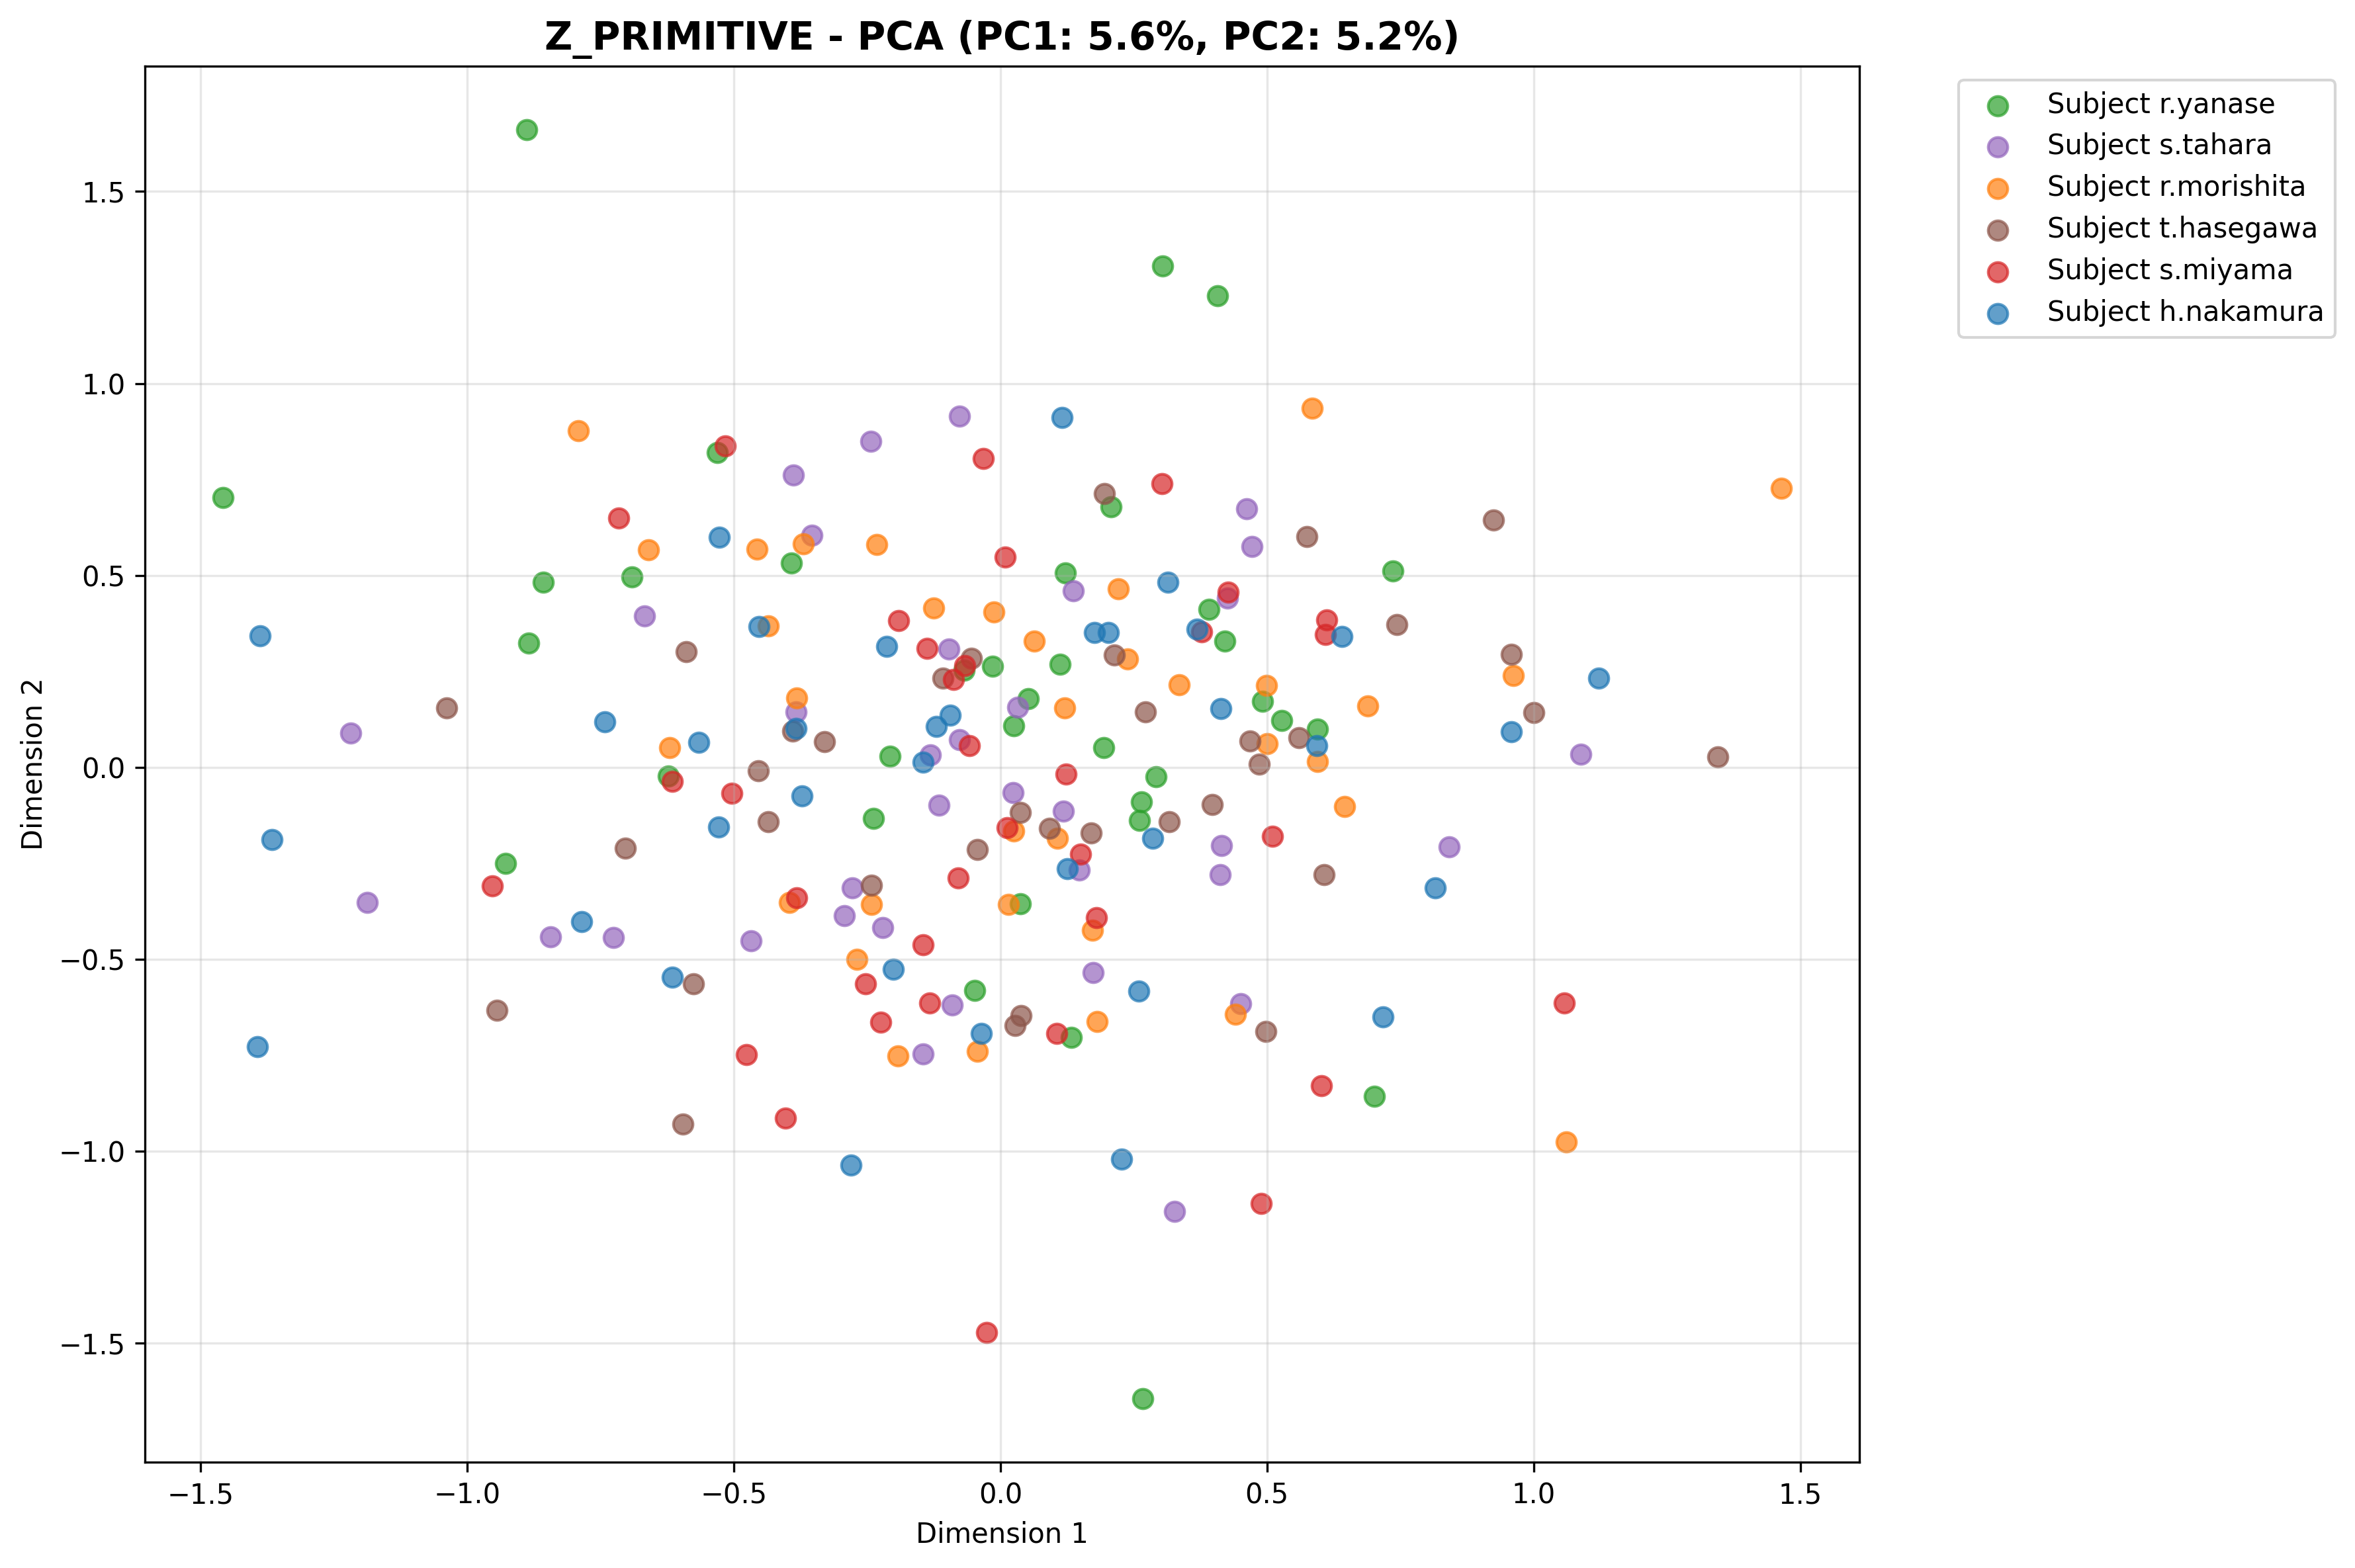 Z_PRIMITIVE - PCA (PC1: 5.6%, PC2: 5.2%)
Subject r.yanase
Subject s.tahara
Subject r.morishita
Subject t.hasegawa
Subject s.miyama
Subject h.nakamura
Dimension 2
1.5
1.0
0.5
0.0
−0.5
−1.0
−1.5
−1.5 −1.0 −0.5 0.0 0.5 1.0 1.5
Dimension 1